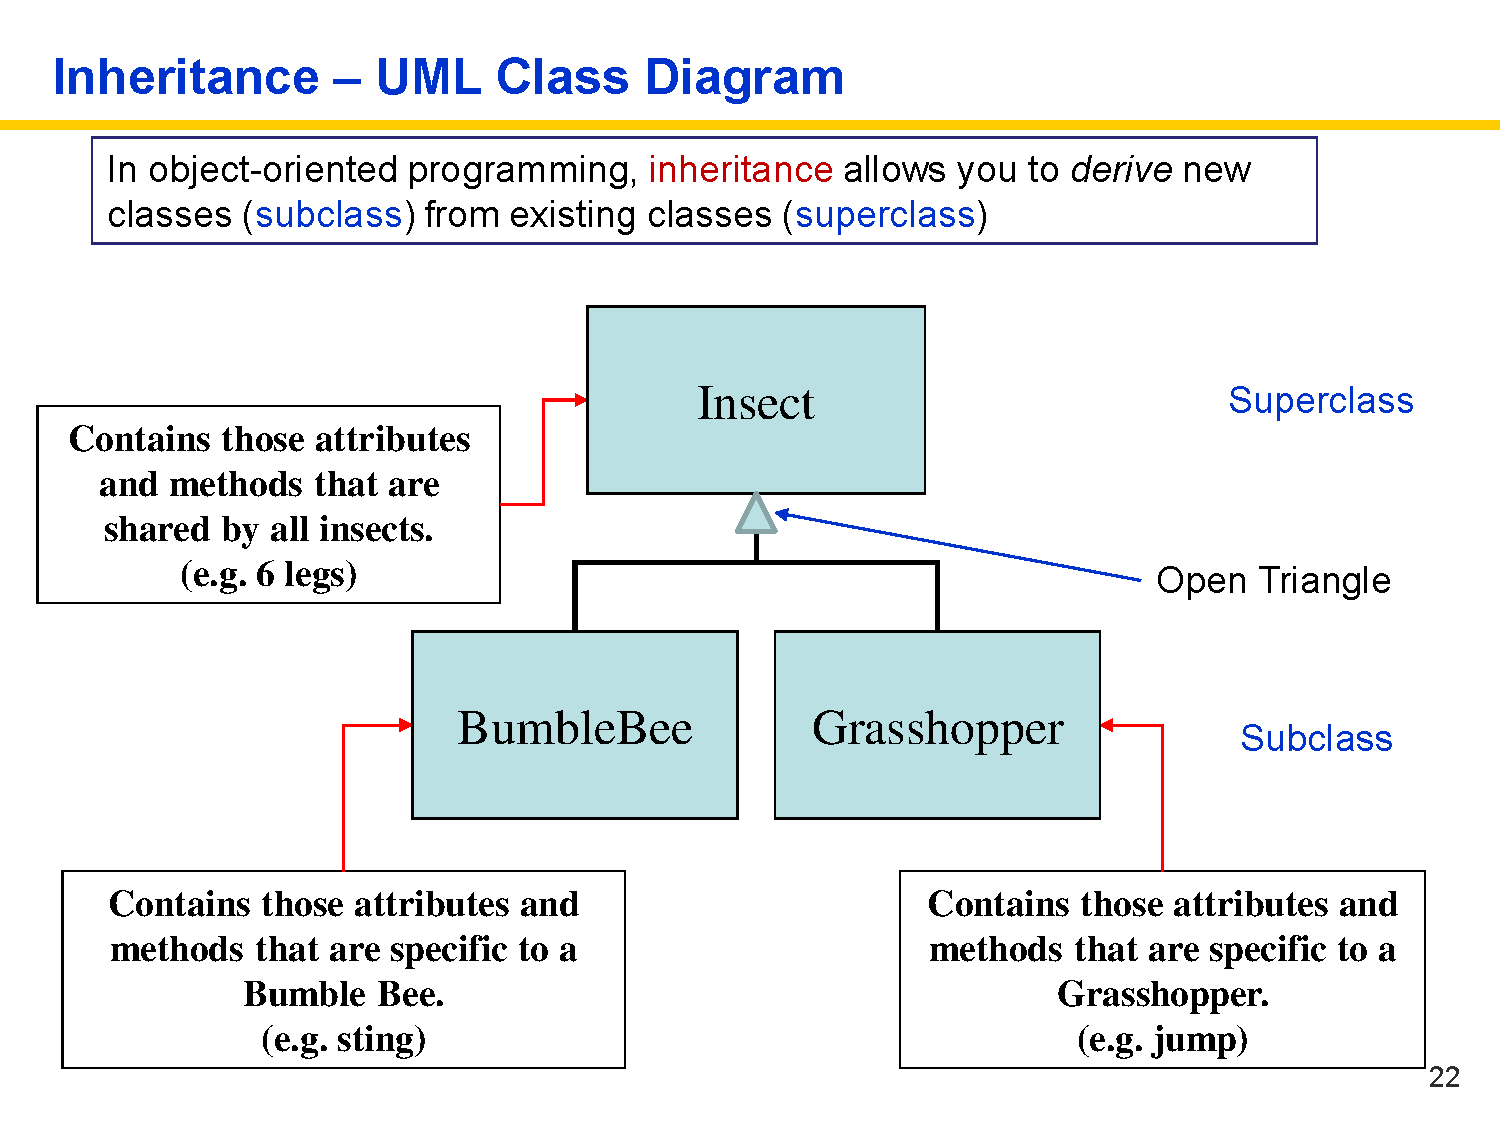 Inheritance – UML Class Diagram
In object-oriented programming, inheritance allows you to derive new
classes (subclass) from existing classes (superclass)
Insect
Superclass
Contains those attributes
and methods that are
shared by all insects.
(e.g. 6 legs)
Open Triangle
BumbleBee
Grasshopper
Subclass
Contains those attributes and
methods that are specific to a
Bumble Bee.
(e.g. sting)
Contains those attributes and
methods that are specific to a
Grasshopper.
(e.g. jump)
22